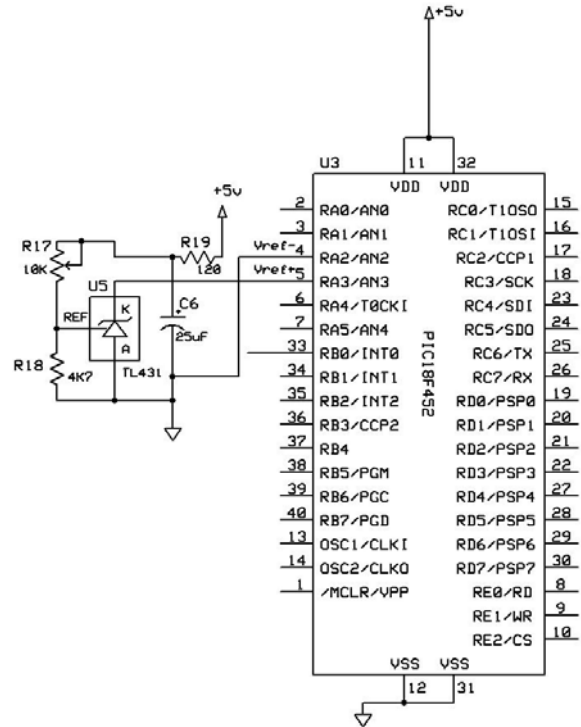 +5v
U3
11
32
VDD
VDD
2
RA0/AN0
3
RA1/AN1
4
RA2/AN2
5
RA3/AN3
6
RA4/T0CKI
7
RA5/AN4
33
RB0/INT0
34
RB1/INT1
35
RB2/INT2
36
RB3/CCP2
37
RB4
38
RB5/PGM
39
RB6/PGC
40
RB7/PGD
13
OSC1/CLKI
14
OSC2/CLKO
1
/MCLR/VPP
PIC18F452
RC0/T1OSO
15
RC1/T1OSI
16
RC2/CCP1
17
RC3/SCK
18
RC4/SDI
23
RC5/SDO
24
RC6/TX
25
RC7/RX
26
RD0/PSP0
19
RD1/PSP1
20
RD2/PSP2
21
RD3/PSP3
22
RD4/PSP4
27
RD5/PSP5
28
RD6/PSP6
29
RD7/PSP7
30
RE0/RD
8
RE1/WR
9
RE2/CS
10
VSS
VSS
12
31
+5v
R19
120
Vref-
Vref+
R17
10K
U5
K
REF
A
TL431
C6
+
25uF
R18
4K7